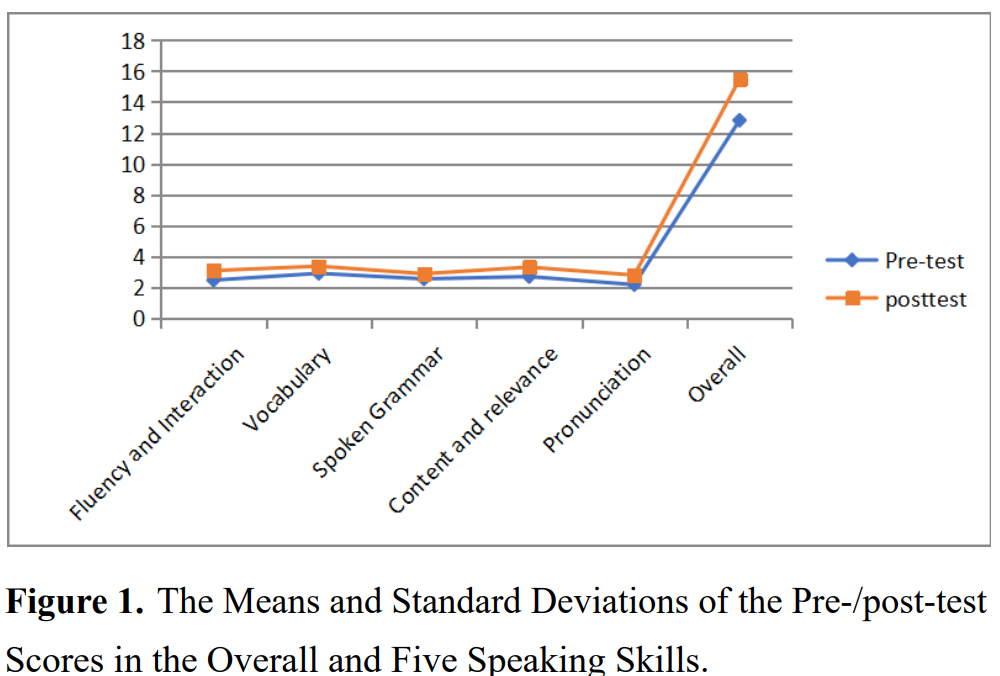 18
16
14
12
10
8
6
4
2
0
Fluency and Interaction
Vocabulary
Spoken Grammar
Content and relevance
Pronunciation
Overall
Pre-test
posttest
Figure 1. The Means and Standard Deviations of the Pre-/post-test
Scores in the Overall and Five Speaking Skills.